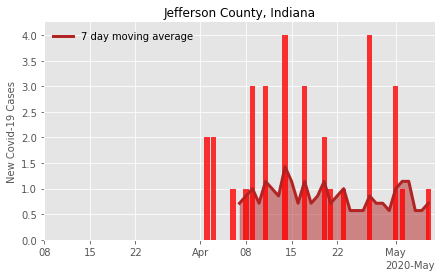 Jefferson County, Indiana
7 day moving average
New Covid-19 Cases
4.0
3.5
3.0
2.5
2.0
1.5
1.0
0.5
0.0
08 15 22 Apr 08 15 22 May
2020-May